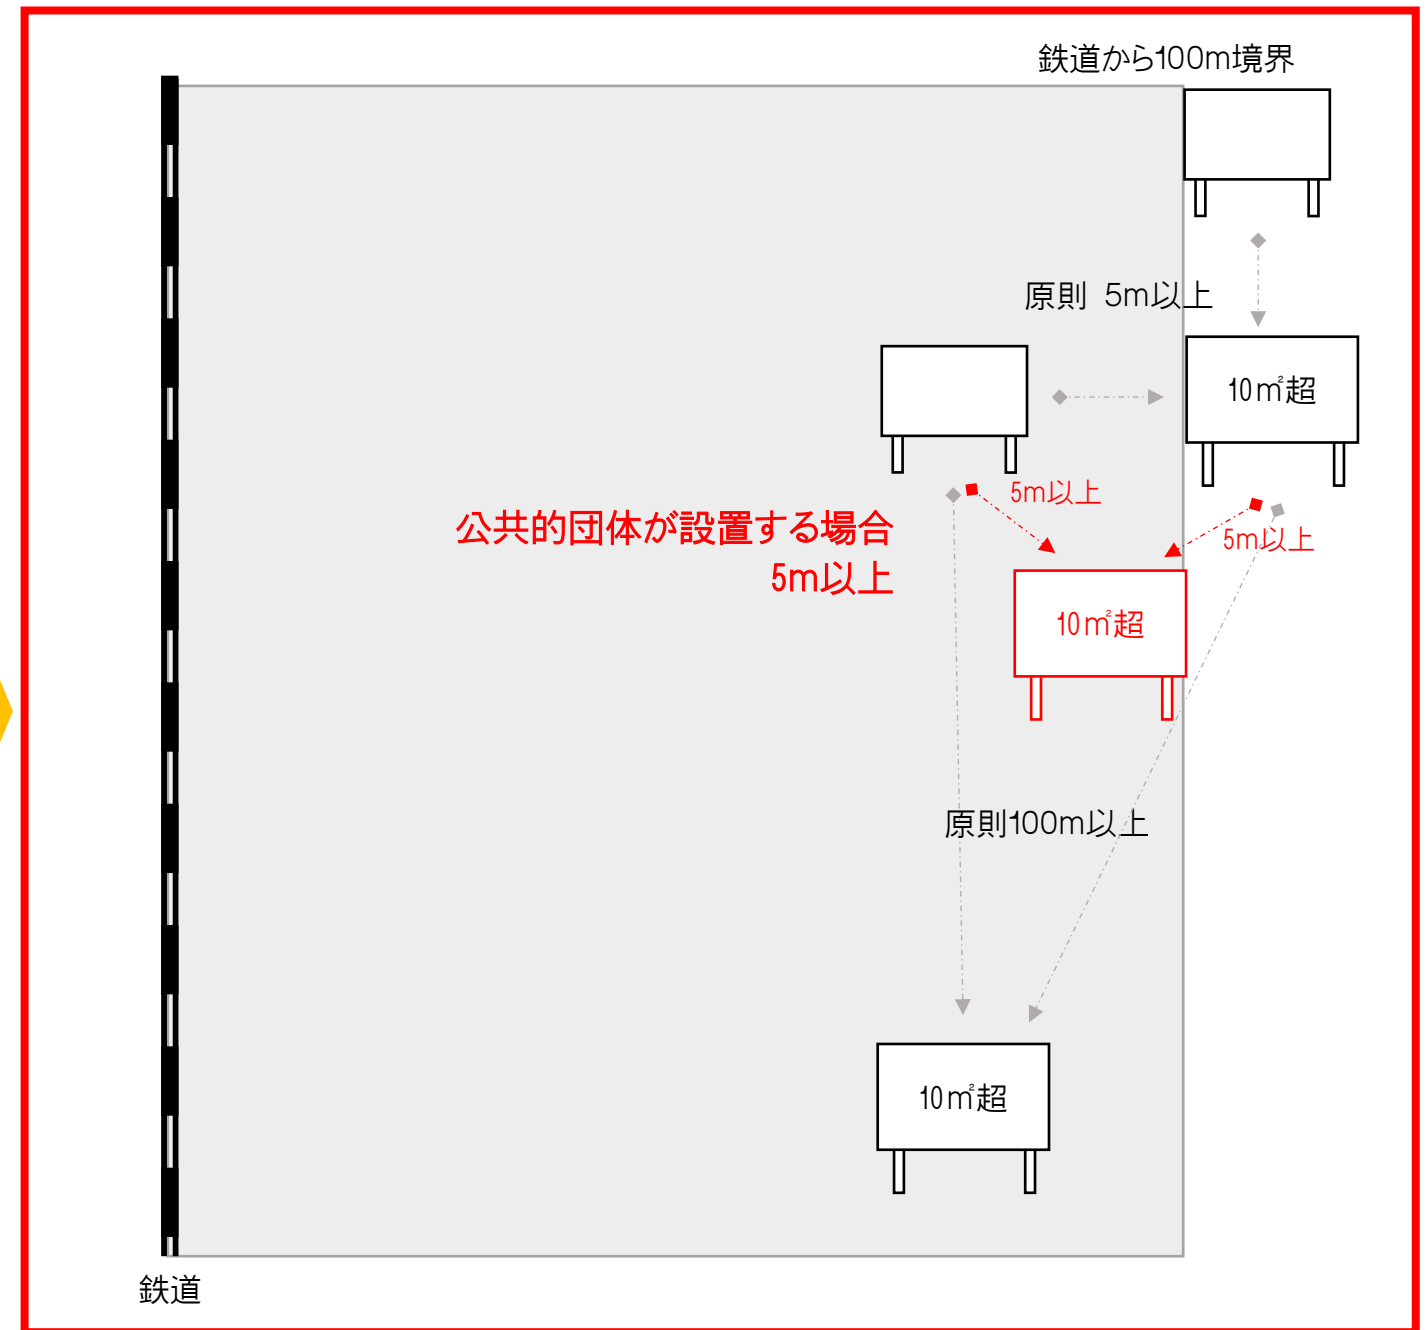 鉄道から100m境界
原則 5m以上
10㎡超
5m以上
公共的団体が設置する場合
5m以上
5m以上
10㎡超
原則100m以上
10㎡超
鉄道